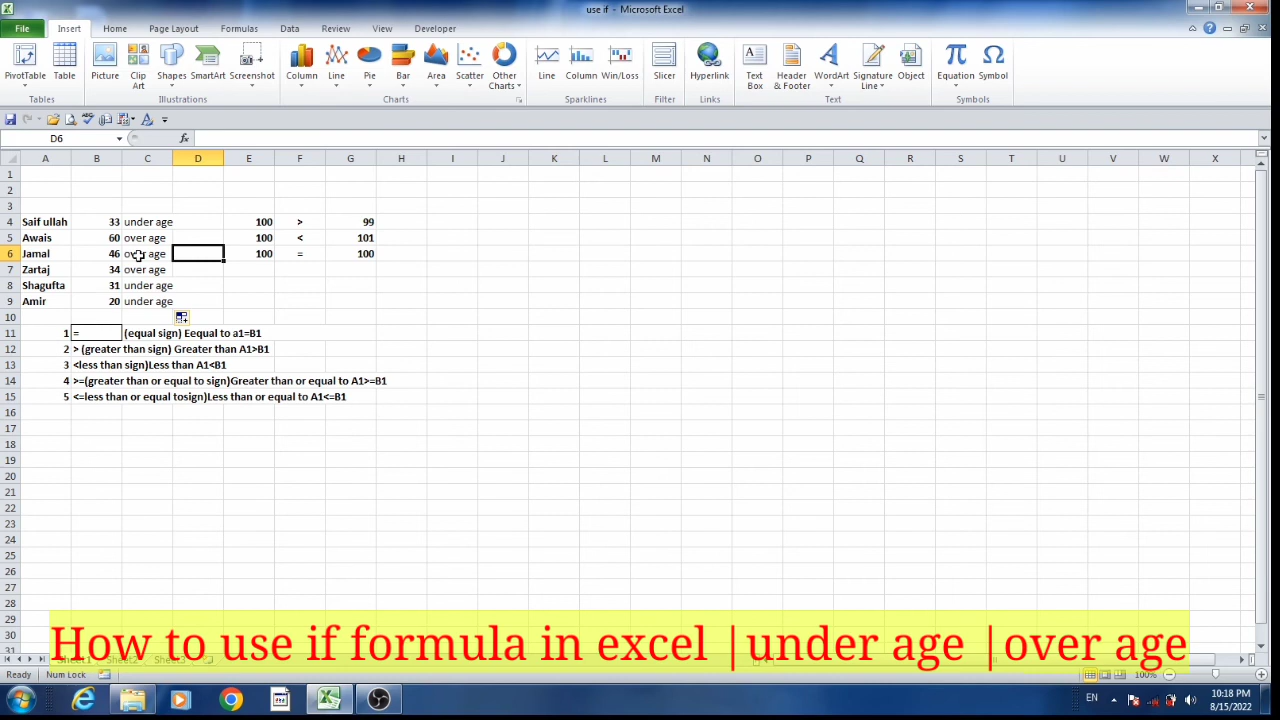 use if - Microsoft Excel
File Insert Home Page Layout Formulas Data Review View Developer
PivotTable Table Picture Clip Art Shapes SmartArt Screenshot Column Line Pie Bar Area Scatter Other Charts Line Column Win/Loss Slicer Hyperlink Text Box Header & Footer WordArt Signature Line Object Equation Symbol
Tables Illustrations Charts Sparklines Filter Links Text Symbols
D6 fx
A B C D E F G H I J K L M N O P Q R S T U V W X
1
2
3
4 Saif ullah 33 under age 100 > 99
5 Awais 60 over age 100 < 101
6 Jamal 46 over age 100 = 100
7 Zartaj 34 over age
8 Shagufta 31 under age
9 Amir 20 under age
10
11 1 = (equal sign) Eequal to a1=B1
12 2 > (greater than sign) Greater than A1>B1
13 3 <less than sign)Less than A1<B1
14 4 >=(greater than or equal to sign)Greater than or equal to A1>=B1
15 5 <=less than or equal tosign)Less than or equal to A1<=B1
16
17
18
19
20
21
22
23
24
25
26
27
28
29
30
How to use if formula in excel |under age |over age
Sheet1 Sheet2 Sheet3
Ready Num Lock 100%
EN 10:18 PM
8/15/2022